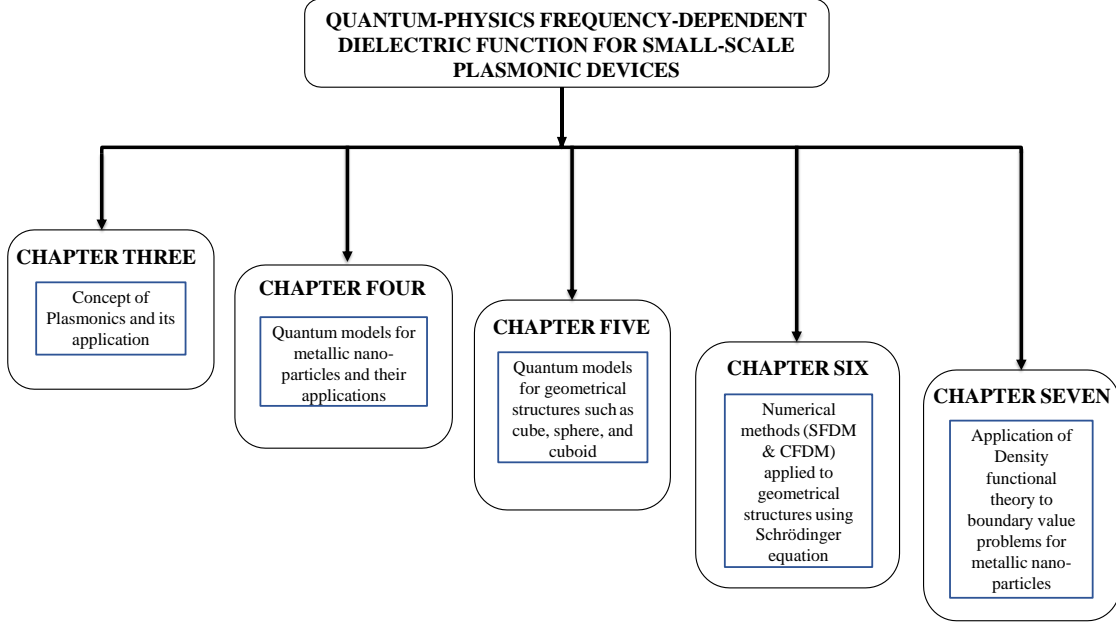 QUANTUM-PHYSICS FREQUENCY-DEPENDENT
DIELECTRIC FUNCTION FOR SMALL-SCALE
PLASMONIC DEVICES
CHAPTER THREE
Concept of
Plasmonics and its
application
CHAPTER FOUR
Quantum models for
metallic nano-
particles and their
applications
CHAPTER FIVE
Quantum models
for geometrical
structures such as
cube, sphere, and
cuboid
CHAPTER SIX
Numerical
methods (SFDM
& CFDM)
applied to
geometrical
structures using
Schrödinger
equation
CHAPTER SEVEN
Application of
Density
functional
theory to
boundary value
problems for
metallic nano-
particles